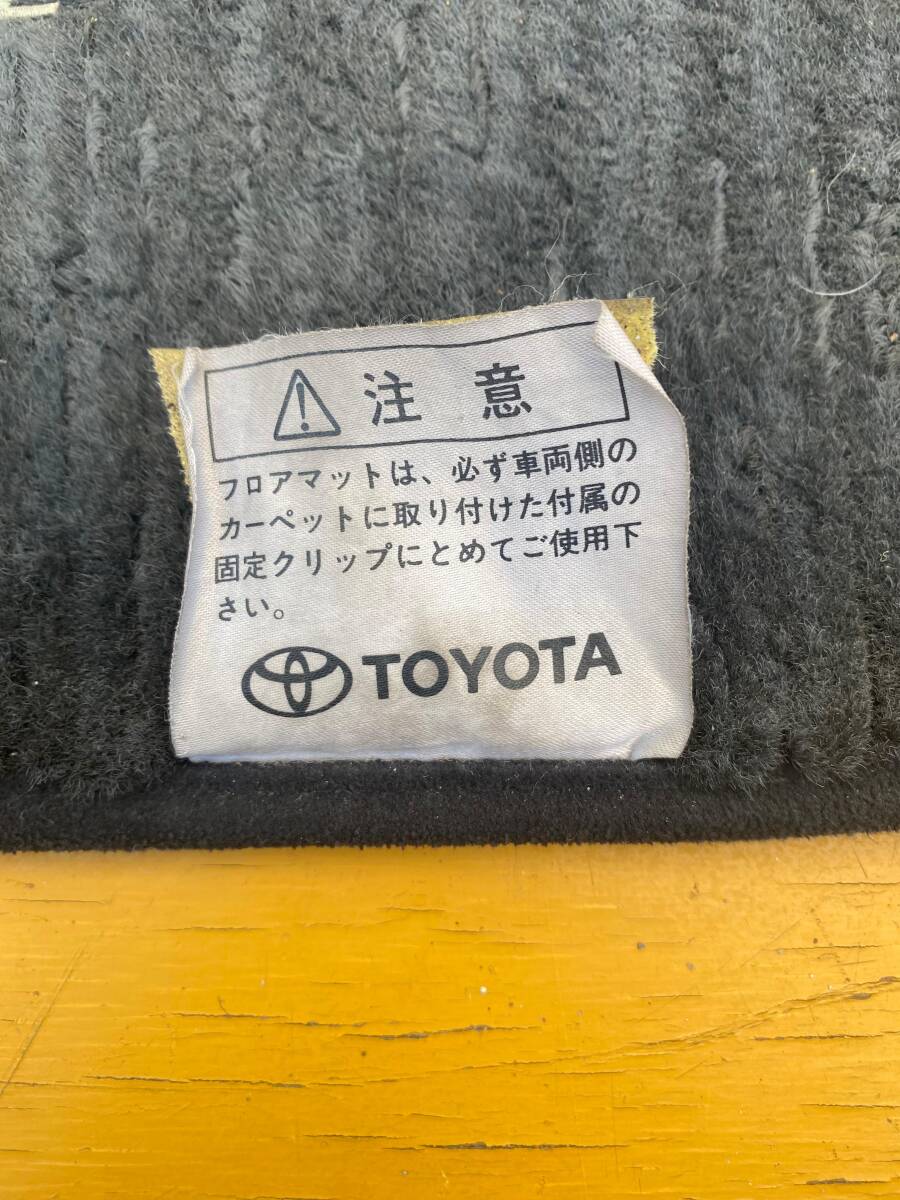 注意
フロアマットは、必ず車両側の
カーペットに取り付けた付属の
固定クリップにとめてご使用下
さい。
TOYOTA